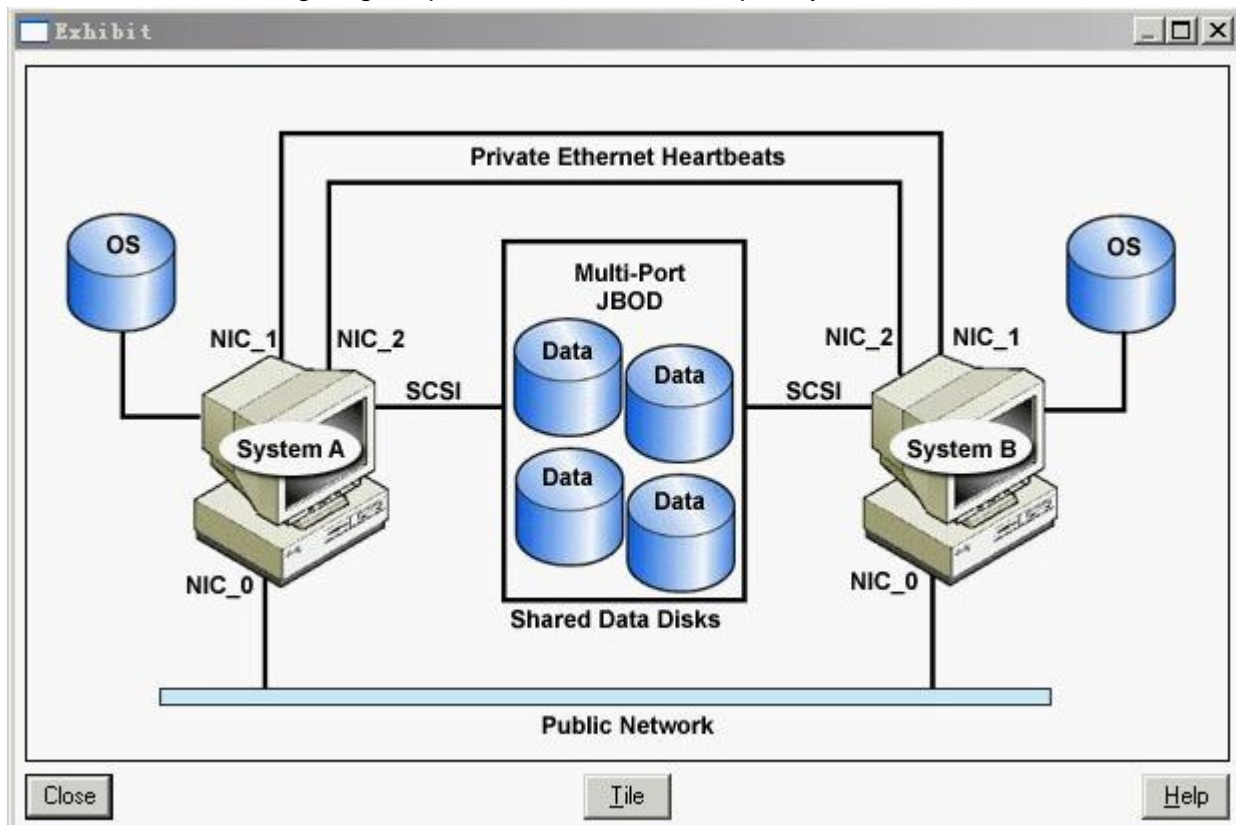 Exhibit
Private Ethernet Heartbeats
OS
OS
Multi-Port
JBOD
NIC_1
NIC_2
NIC_2
NIC_1
Data
Data
SCSI
SCSI
System A
System B
Data
Data
NIC_0
NIC_0
Shared Data Disks
Public Network
Close
Tile
Help